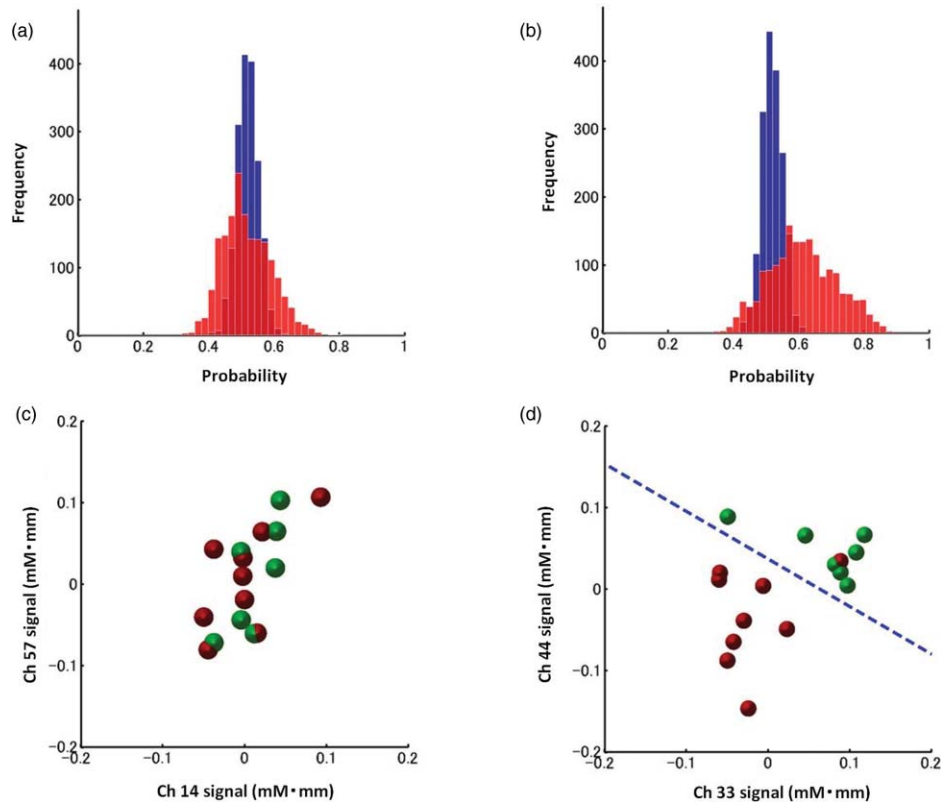 (a)
400
300
200
100
0
Frequency
0 0.2 0.4 0.6 0.8 1
Probability
(b)
400
300
200
100
0
Frequency
0 0.2 0.4 0.6 0.8 1
Probability
(c)
0.2
0.1
0
−0.1
−0.2
Ch 57 signal (mM•mm)
−0.2 −0.1 0 0.1 0.2
Ch 14 signal (mM•mm)
(d)
0.2
0.1
0
−0.1
−0.2
Ch 44 signal (mM•mm)
−0.2 −0.1 0 0.1 0.2
Ch 33 signal (mM•mm)